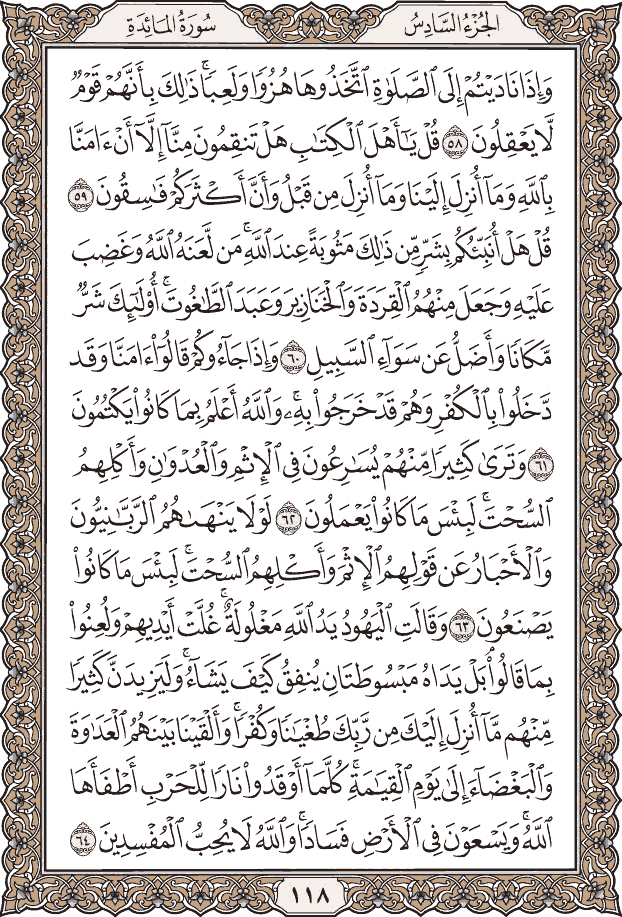 الجُزْءُ السَّادِسُ
سُورَةُ المَائِدَةِ
وَإِذَا نَادَيۡتُمۡ إِلَى ٱلصَّلَوٰةِ ٱتَّخَذُوهَا هُزُوٗا وَلَعِبٗاۚ ذَٰلِكَ بِأَنَّهُمۡ قَوۡمٞ
لَّا يَعۡقِلُونَ ٥٨ قُلۡ يَٰٓأَهۡلَ ٱلۡكِتَٰبِ هَلۡ تَنقِمُونَ مِنَّآ إِلَّآ أَنۡ ءَامَنَّا
بِٱللَّهِ وَمَآ أُنزِلَ إِلَيۡنَا وَمَآ أُنزِلَ مِن قَبۡلُ وَأَنَّ أَكۡثَرَكُمۡ فَٰسِقُونَ ٥٩
قُلۡ هَلۡ أُنَبِّئُكُم بِشَرّٖ مِّن ذَٰلِكَ مَثُوبَةً عِندَ ٱللَّهِۚ مَن لَّعَنَهُ ٱللَّهُ وَغَضِبَ
عَلَيۡهِ وَجَعَلَ مِنۡهُمُ ٱلۡقِرَدَةَ وَٱلۡخَنَازِيرَ وَعَبَدَ ٱلطَّٰغُوتَۚ أُوْلَٰٓئِكَ شَرّٞ
مَّكَانٗا وَأَضَلُّ عَن سَوَآءِ ٱلسَّبِيلِ ٦٠ وَإِذَا جَآءُوكُمۡ قَالُوٓاْ ءَامَنَّا وَقَد
دَّخَلُواْ بِٱلۡكُفۡرِ وَهُمۡ قَدۡ خَرَجُواْ بِهِۦۚ وَٱللَّهُ أَعۡلَمُ بِمَا كَانُواْ يَكۡتُمُونَ
٦١ وَتَرَىٰ كَثِيرٗا مِّنۡهُمۡ يُسَٰرِعُونَ فِي ٱلۡإِثۡمِ وَٱلۡعُدۡوَٰنِ وَأَكۡلِهِمُ
ٱلسُّحۡتَۚ لَبِئۡسَ مَا كَانُواْ يَعۡمَلُونَ ٦٢ لَوۡلَا يَنۡهَىٰهُمُ ٱلرَّبَّٰنِيُّونَ
وَٱلۡأَحۡبَارُ عَن قَوۡلِهِمُ ٱلۡإِثۡمَ وَأَكۡلِهِمُ ٱلسُّحۡتَۚ لَبِئۡسَ مَا كَانُواْ
يَصۡنَعُونَ ٦٣ وَقَالَتِ ٱلۡيَهُودُ يَدُ ٱللَّهِ مَغۡلُولَةٌۚ غُلَّتۡ أَيۡدِيهِمۡ وَلُعِنُواْ
بِمَا قَالُواْۘ بَلۡ يَدَاهُ مَبۡسُوطَتَانِ يُنفِقُ كَيۡفَ يَشَآءُۚ وَلَيَزِيدَنَّ كَثِيرٗا
مِّنۡهُم مَّآ أُنزِلَ إِلَيۡكَ مِن رَّبِّكَ طُغۡيَٰنٗا وَكُفۡرٗاۚ وَأَلۡقَيۡنَا بَيۡنَهُمُ ٱلۡعَدَٰوَةَ
وَٱلۡبَغۡضَآءَ إِلَىٰ يَوۡمِ ٱلۡقِيَٰمَةِۚ كُلَّمَآ أَوۡقَدُواْ نَارٗا لِّلۡحَرۡبِ أَطۡفَأَهَا
ٱللَّهُۚ وَيَسۡعَوۡنَ فِي ٱلۡأَرۡضِ فَسَادٗاۚ وَٱللَّهُ لَا يُحِبُّ ٱلۡمُفۡسِدِينَ ٦٤
١١٨